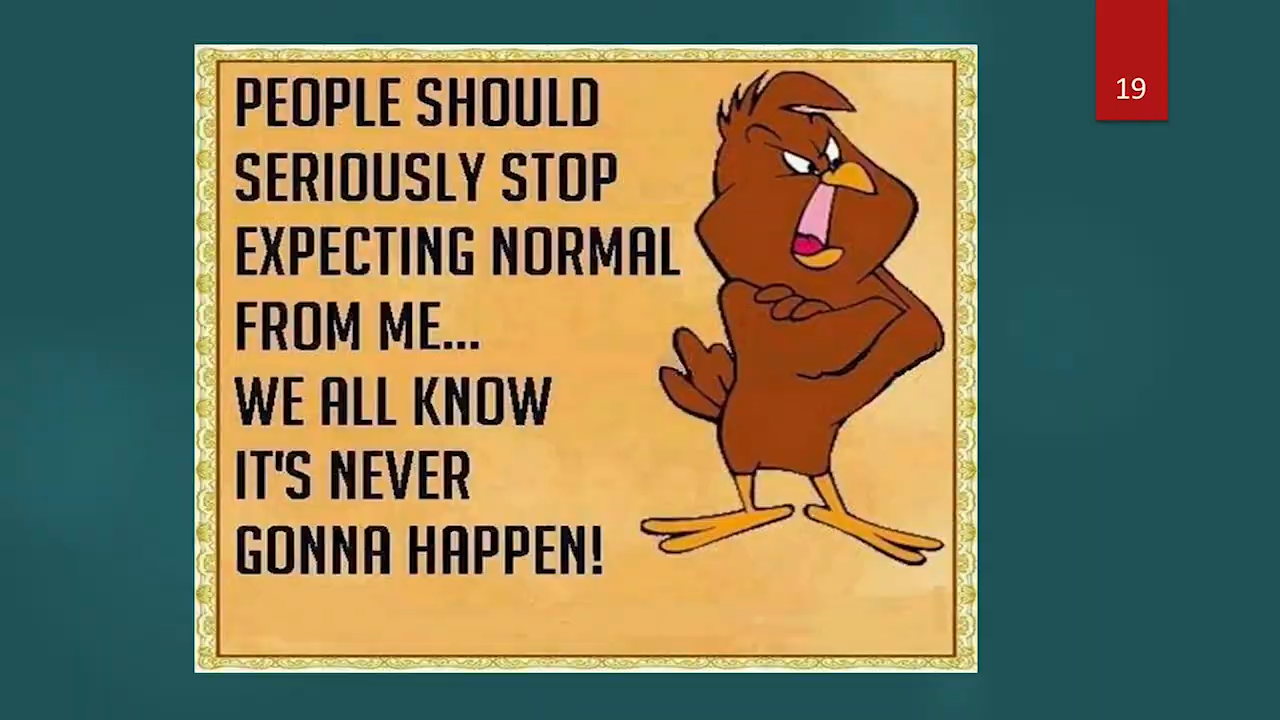 PEOPLE SHOULD
SERIOUSLY STOP
EXPECTING NORMAL
FROM ME...
WE ALL KNOW
IT'S NEVER
GONNA HAPPEN!
19